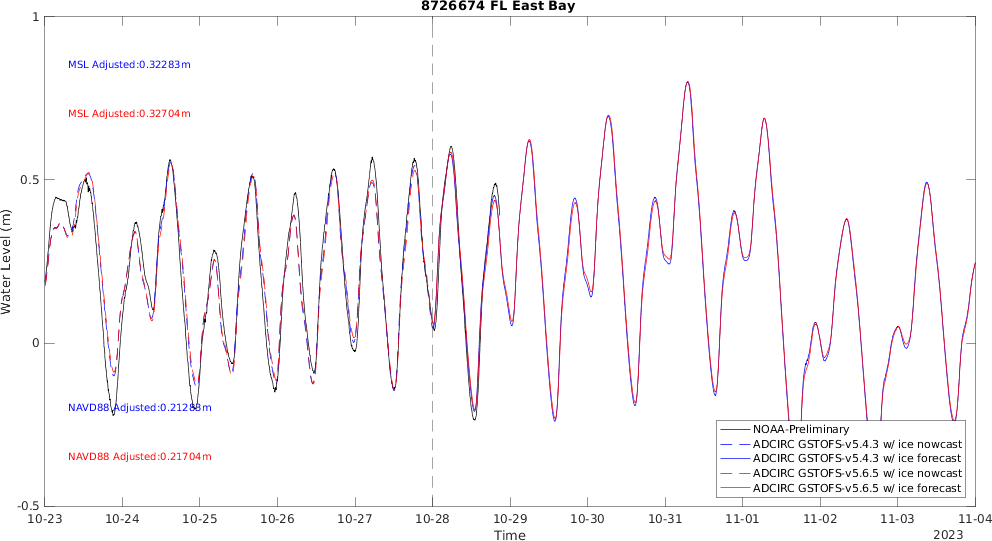 8726674 FL East Bay
1
MSL Adjusted:0.32283m
MSL Adjusted:0.32704m
0.5
Water Level (m)
0
NAVD88 Adjusted:0.21283m
NAVD88 Adjusted:0.21704m
NOAA-Preliminary
ADCIRC GSTOFS-v5.4.3 w/ ice nowcast
ADCIRC GSTOFS-v5.4.3 w/ ice forecast
ADCIRC GSTOFS-v5.6.5 w/ ice nowcast
ADCIRC GSTOFS-v5.6.5 w/ ice forecast
-0.5
10-23 10-24 10-25 10-26 10-27 10-28 10-29 10-30 10-31 11-01 11-02 11-03 11-04
Time
2023